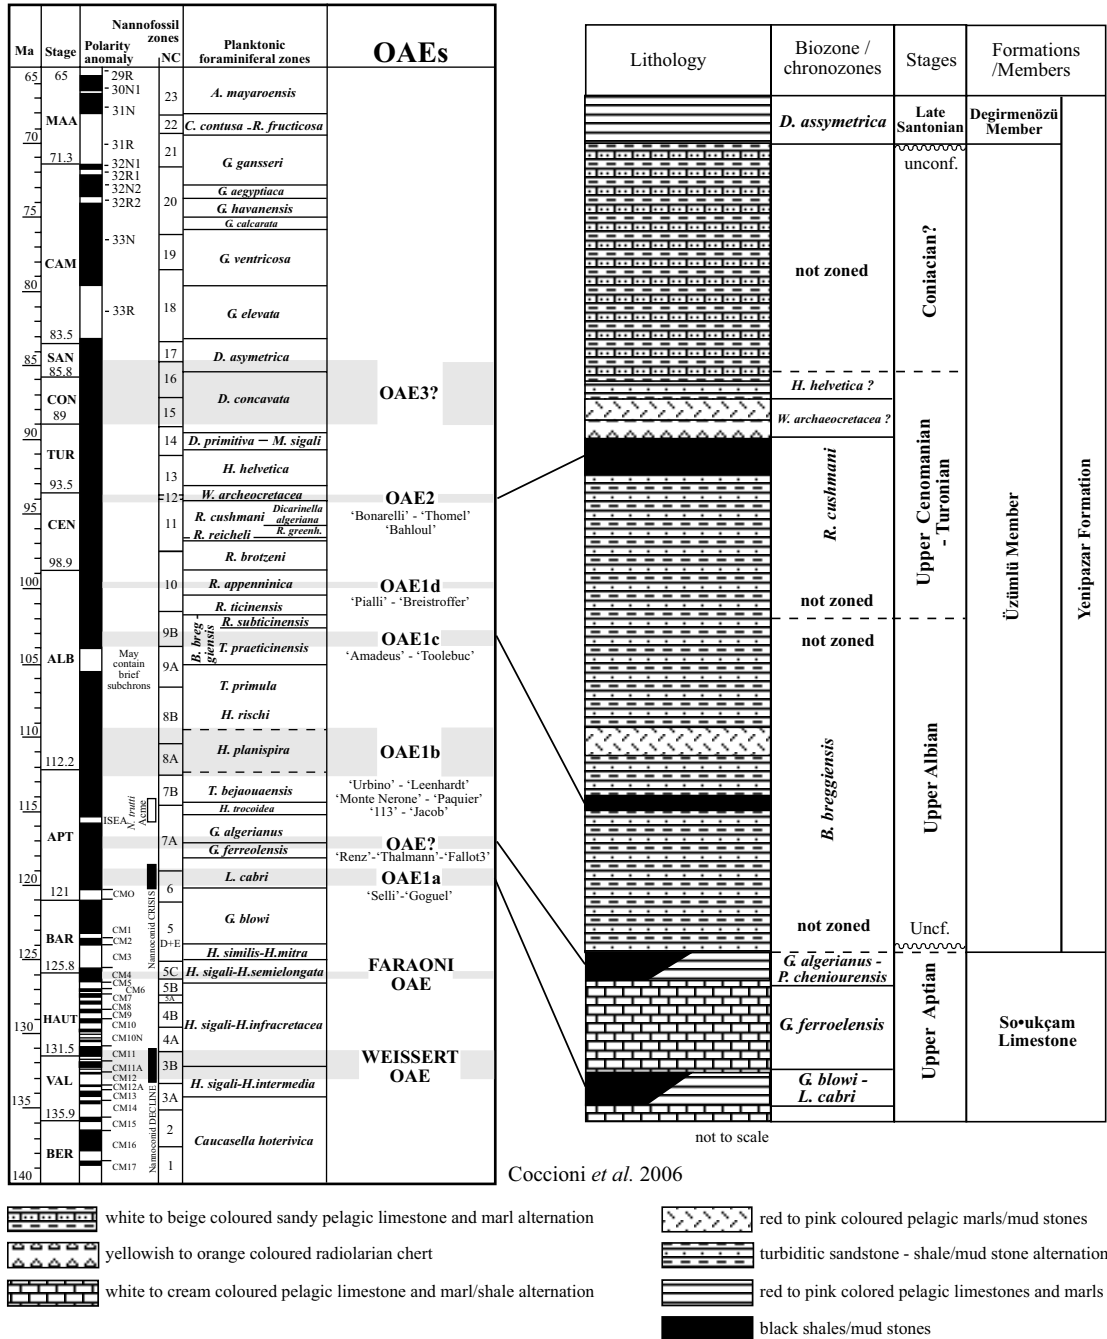 Ma
Stage
Polarity
anomaly
Nannofossil
zones
NC
Planktonic
foraminiferal zones
OAEs
65
70
75
80
85
90
95
100
105
110
115
120
125
130
135
140
65
MAA
71.3
CAM
83.5
SAN
85.8
CON
89
TUR
93.5
CEN
98.9
ALB
112.2
APT
121
BAR
125.8
HAUT
131.5
VAL
135.9
BER
29R
30N1
31N
31R
32N1
32R1
32N2
32R2
33N
33R
May
contain
brief
subchrons
ISEA
N. trutti
Acme
CMO
CM1
CM2
CM3
CM4
CM5
CM6
CM7
CM8
CM9
CM10
CM10N
CM11
CM11A
CM12
CM12A
CM13
CM14
CM15
CM16
CM17
Nannoconid CRISIS
Nannoconid DECLINE
23
22
21
20
19
18
17
16
15
14
13
12
11
10
9B
9A
8B
8A
7B
7A
6
5
D+E
5C
5B
5A
4B
4A
3B
3A
2
1
A. mayaroensis
C. contusa - R. fructicosa
G. gansseri
G. aegyptiaca
G. havanensis
G. calcarata
G. ventricosa
G. elevata
D. asymetrica
D. concavata
D. primitiva – M. sigali
H. helvetica
W. archeocretacea
R. cushmani
Dicarinella
algeriana
R. reicheli
R. greenh.
R. brotzeni
R. appenninica
R. ticinensis
B. breg-
giensis
R. subticinensis
T. praeticinensis
T. primula
H. rischi
H. planispira
T. bejaouaensis
H. trocoidea
G. algerianus
G. ferreolensis
L. cabri
G. blowi
H. similis-H.mitra
H. sigali-H.semielongata
H. sigali-H.infracretacea
H. sigali-H.intermedia
Caucasella hoterivica
OAE3?
OAE2
‘Bonarelli’ - ‘Thomel’
‘Bahloul’
OAE1d
‘Pialli’ - ‘Breistroffer’
OAE1c
‘Amadeus’ - ‘Toolebuc’
OAE1b
‘Urbino’ - ‘Leenhardt’
‘Monte Nerone’ - ‘Paquier’
‘113’ - ‘Jacob’
OAE?
‘Renz’-‘Thalmann’-‘Fallot3’
OAE1a
‘Selli’-‘Goguel’
FARAONI
OAE
WEISSERT
OAE
Lithology
Biozone /
chronozones
Stages
Formations
/Members
D. assymetrica
Late
Santonian
Degirmenözü
Member
unconf.
not zoned
Coniacian?
H. helvetica ?
W. archaeocretacea ?
R. cushmani
not zoned
Upper Cenomanian
- Turonian
not zoned
B. breggiensis
not zoned
Upper Albian
Uncf.
Üzümlü Member
Yenipazar Formation
G. algerianus -
P. cheniourensis
G. ferroelensis
G. blowi -
L. cabri
Upper Aptian
So•ukçam
Limestone
not to scale
Coccioni et al. 2006
white to beige coloured sandy pelagic limestone and marl alternation
yellowish to orange coloured radiolarian chert
white to cream coloured pelagic limestone and marl/shale alternation
red to pink coloured pelagic marls/mud stones
turbiditic sandstone - shale/mud stone alternation
red to pink colored pelagic limestones and marls
black shales/mud stones